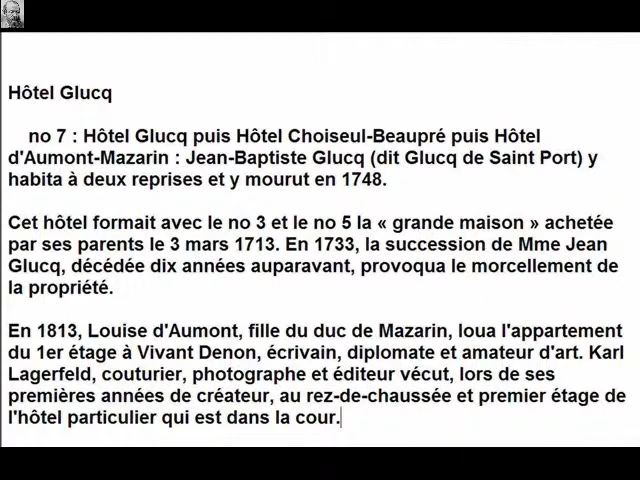 Hôtel Glucq
no 7 : Hôtel Glucq puis Hôtel Choiseul-Beaupré puis Hôtel
d'Aumont-Mazarin : Jean-Baptiste Glucq (dit Glucq de Saint Port) y
habita à deux reprises et y mourut en 1748.
Cet hôtel formait avec le no 3 et le no 5 la « grande maison » achetée
par ses parents le 3 mars 1713. En 1733, la succession de Mme Jean
Glucq, décédée dix années auparavant, provoqua le morcellement de
la propriété.
En 1813, Louise d'Aumont, fille du duc de Mazarin, loua l'appartement
du 1er étage à Vivant Denon, écrivain, diplomate et amateur d'art. Karl
Lagerfeld, couturier, photographe et éditeur vécut, lors de ses
premières années de créateur, au rez-de-chaussée et premier étage de
l'hôtel particulier qui est dans la cour.